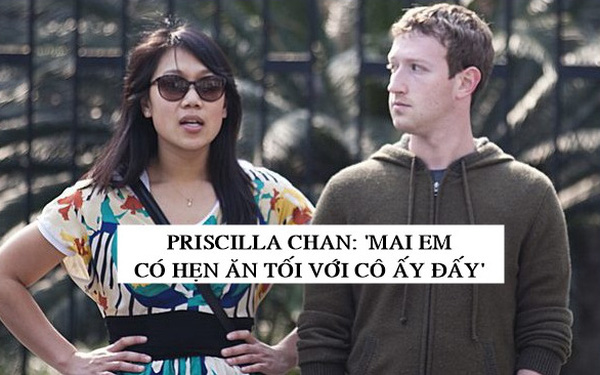 PRISCILLA CHAN: 'MAI EM
CÓ HẸN ĂN TỐI VỚI CÔ ẤY ĐẤY'